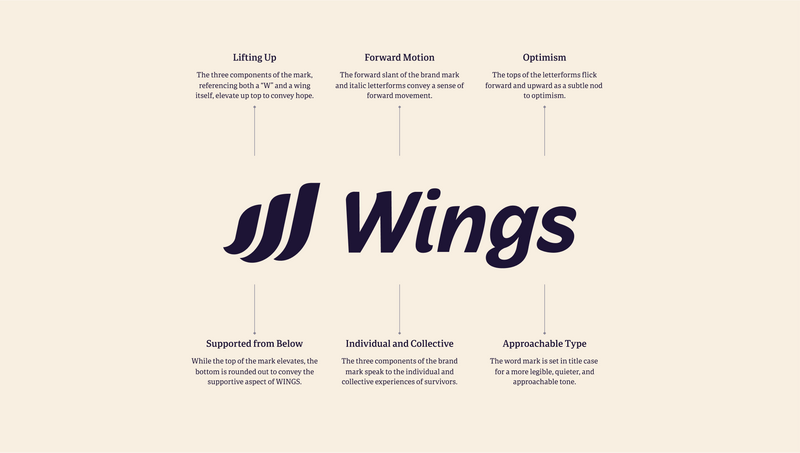 Lifting Up
The three components of the mark,
referencing both a “W” and a wing
itself, elevate up top to convey hope.
Forward Motion
The forward slant of the brand mark
and italic letterforms convey a sense of
forward movement.
Optimism
The tops of the letterforms flick
forward and upward as a subtle nod
to optimism.
Wings
Supported from Below
While the top of the mark elevates, the
bottom is rounded out to convey the
supportive aspect of WINGS.
Individual and Collective
The three components of the brand
mark speak to the individual and
collective experiences of survivors.
Approachable Type
The word mark is set in title case
for a more legible, quieter, and
approachable tone.